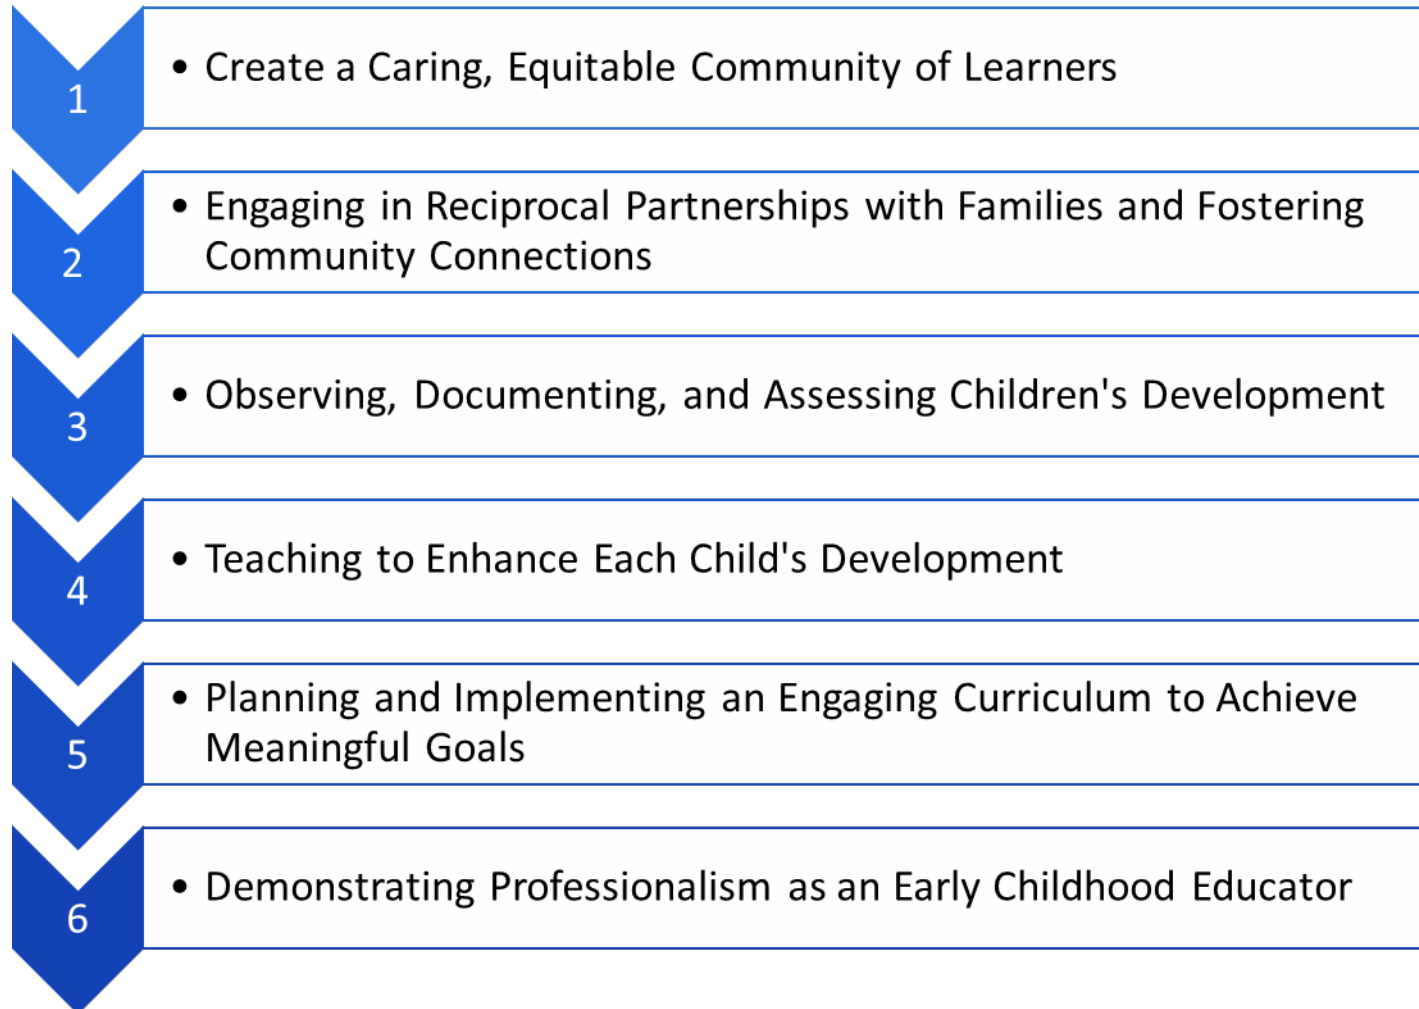 1
• Create a Caring, Equitable Community of Learners
2
• Engaging in Reciprocal Partnerships with Families and Fostering
Community Connections
3
• Observing, Documenting, and Assessing Children's Development
4
• Teaching to Enhance Each Child's Development
5
• Planning and Implementing an Engaging Curriculum to Achieve
Meaningful Goals
6
• Demonstrating Professionalism as an Early Childhood Educator